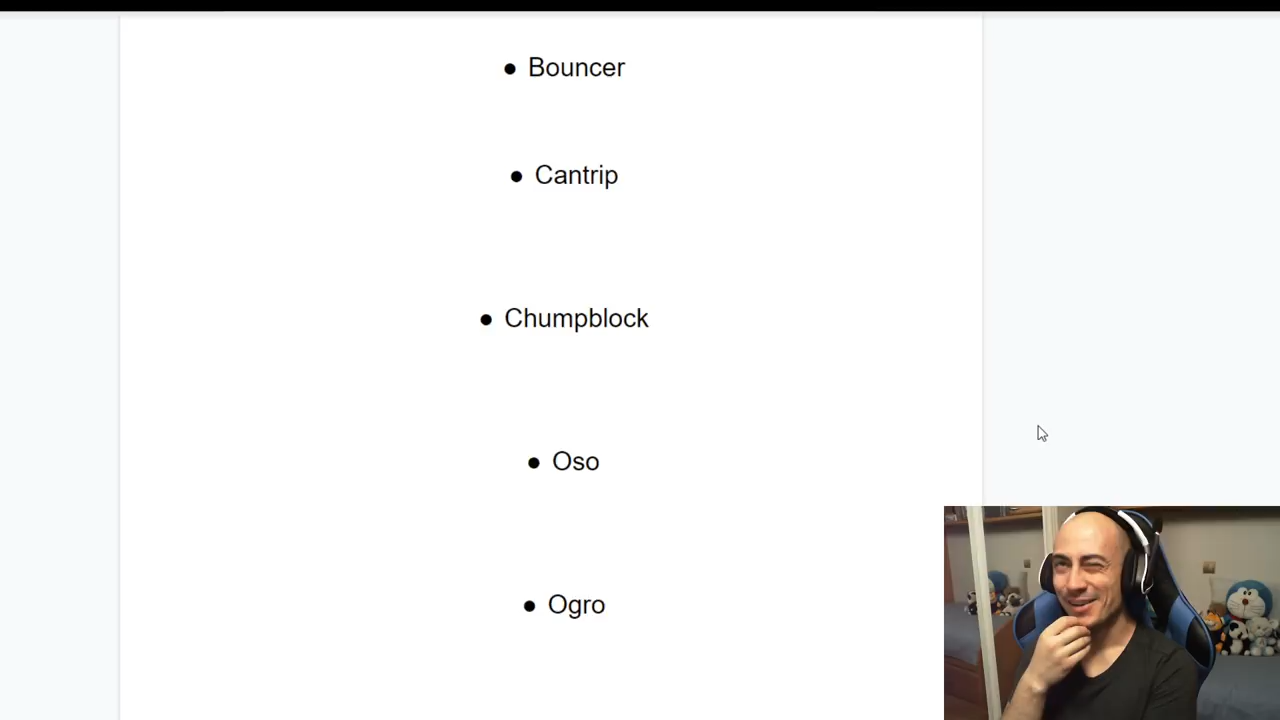 ● Bouncer
● Cantrip
● Chumpblock
● Oso
● Ogro